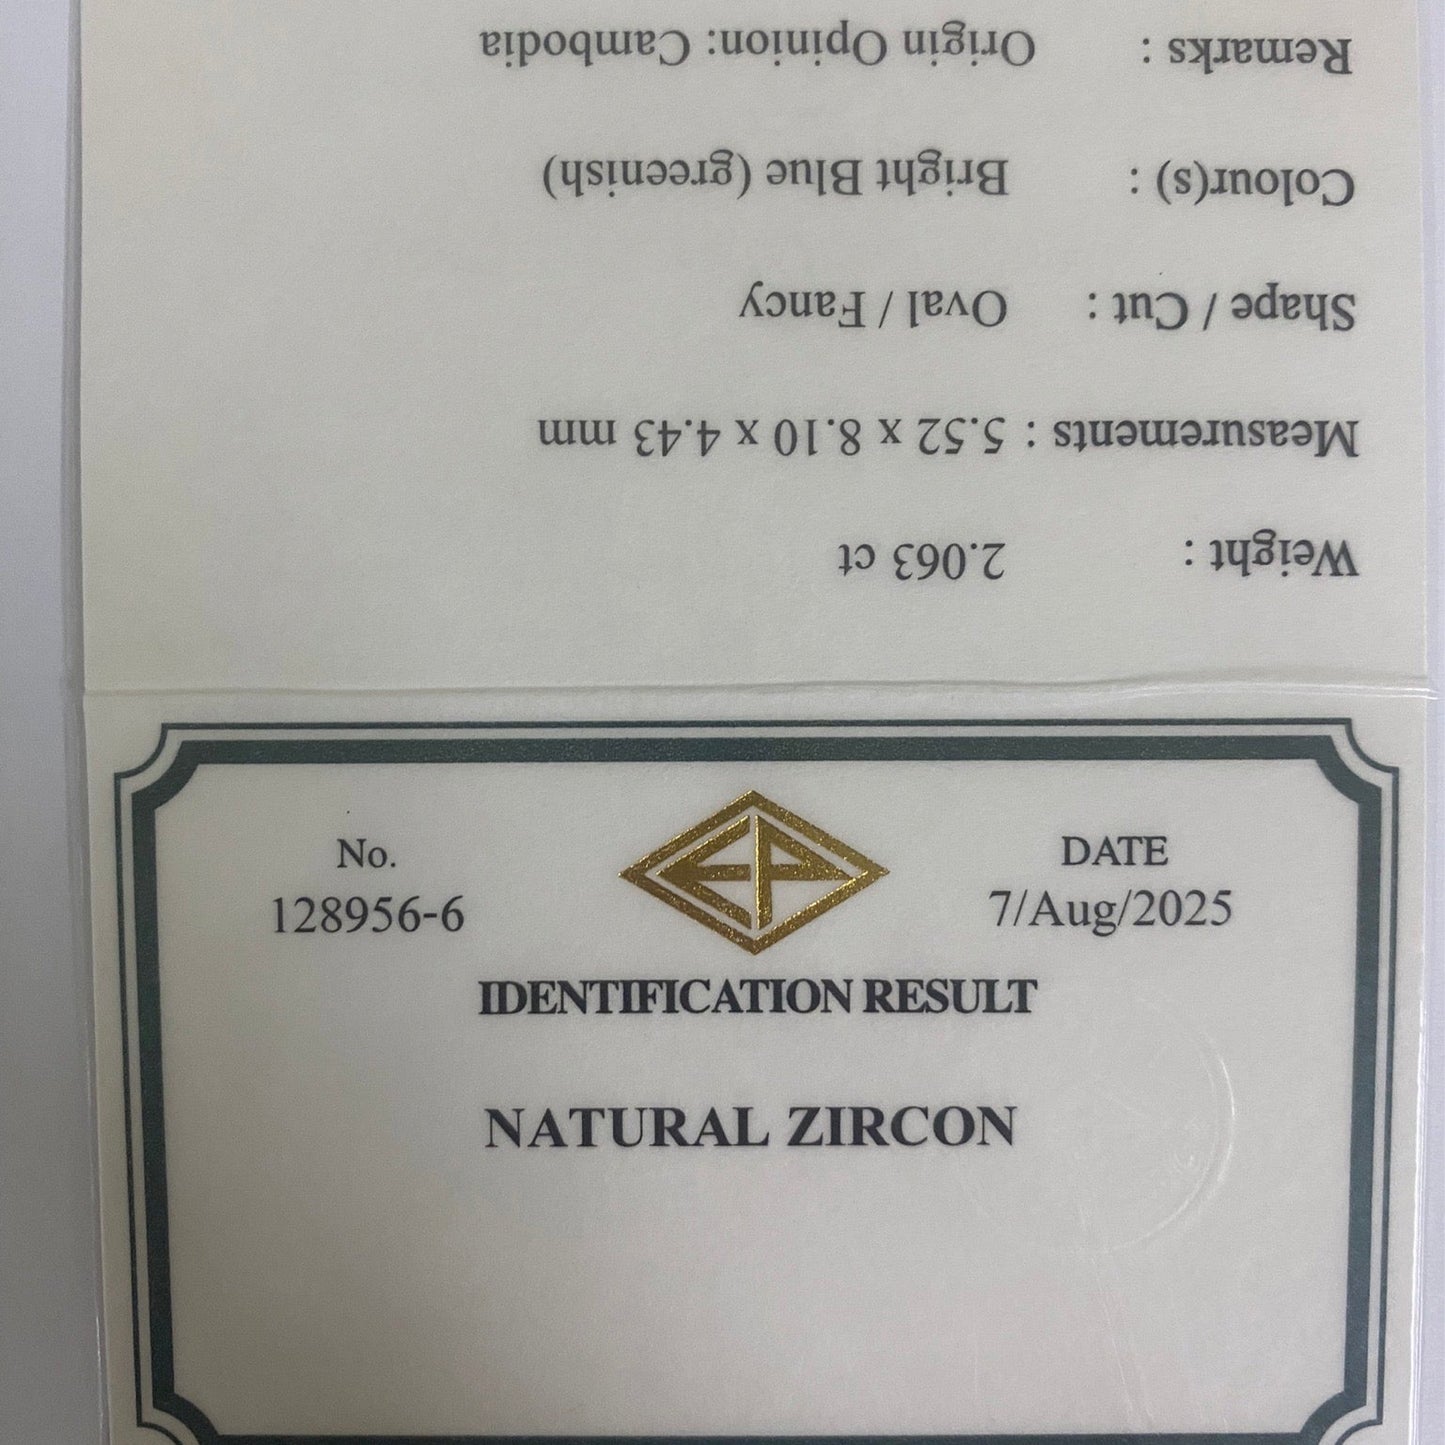 No.
128956-6
EP
DATE
7/Aug/2025
IDENTIFICATION RESULT
NATURAL ZIRCON
Weight : 2.063 ct
Measurements : 5.52 x 8.10 x 4.43 mm
Shape / Cut : Oval / Fancy
Colour(s) : Bright Blue (greenish)
Remarks : Origin Opinion: Cambodia